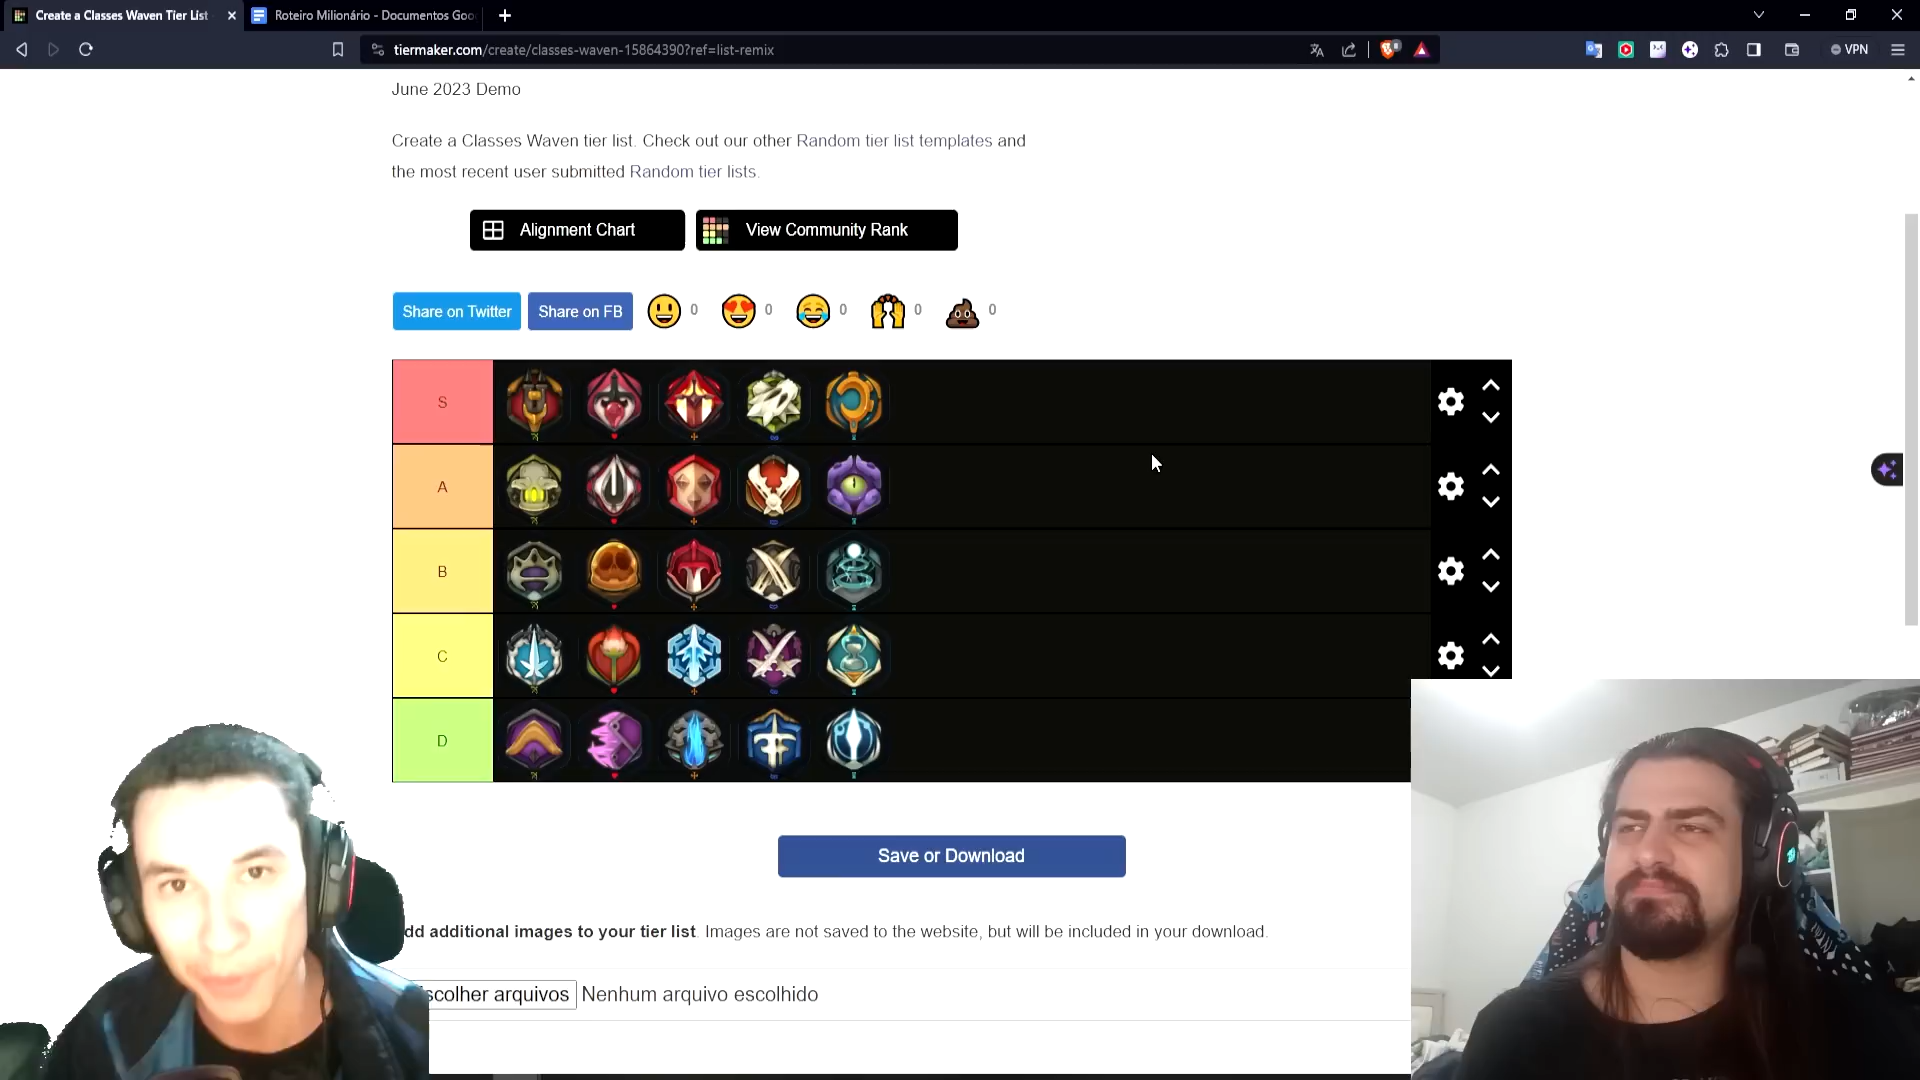 Create a Classes Waven Tier List
Roteiro Milionário - Documentos Goo
tiermaker.com/create/classes-waven-15864390?ref=list-remix
VPN
June 2023 Demo
Create a Classes Waven tier list. Check out our other Random tier list templates and
the most recent user submitted Random tier lists.
Alignment Chart
View Community Rank
Share on Twitter
Share on FB
0
0
0
0
0
S
A
B
C
D
Save or Download
dd additional images to your tier list. Images are not saved to the website, but will be included in your download.
scolher arquivos
Nenhum arquivo escolhido